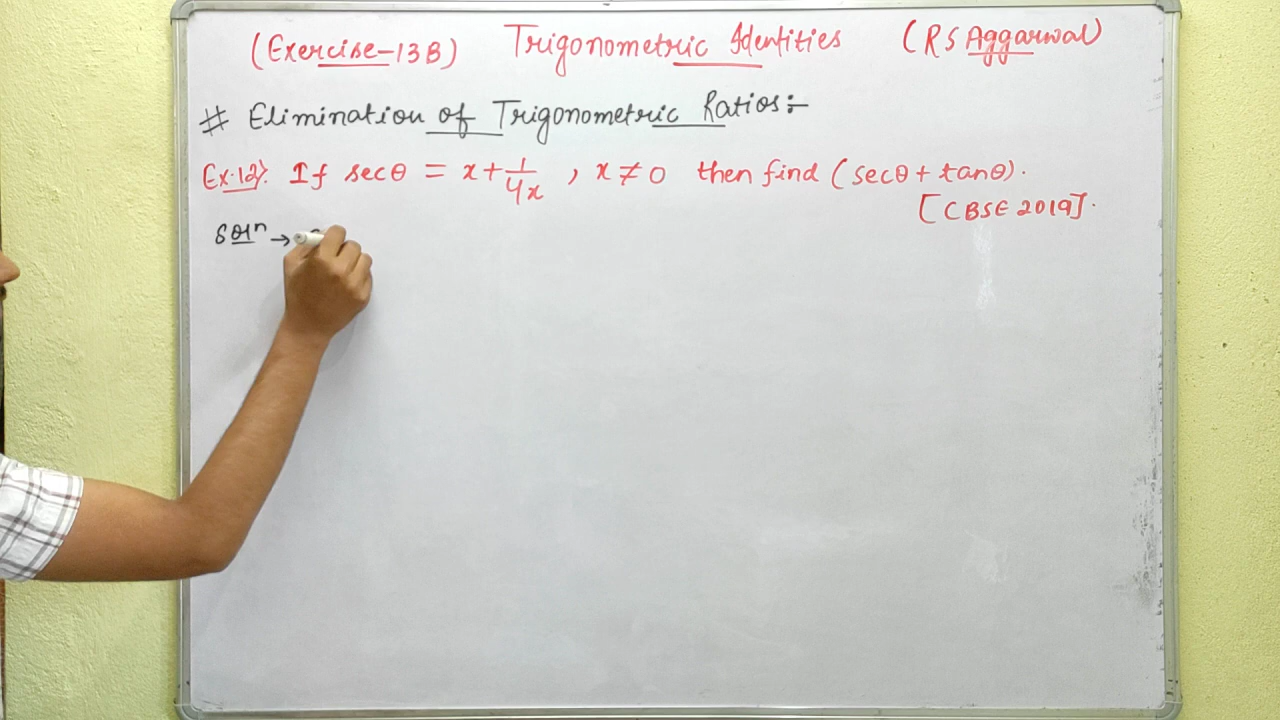 (Exercise-13B) Trigonometric Identities (RS Aggarwal)
# Elimination of Trigonometric Ratios:-
Ex.12}. If secθ = x + 1/4x , x ≠ 0 then find (secθ + tanθ).
[CBSE 2019].
Solⁿ →